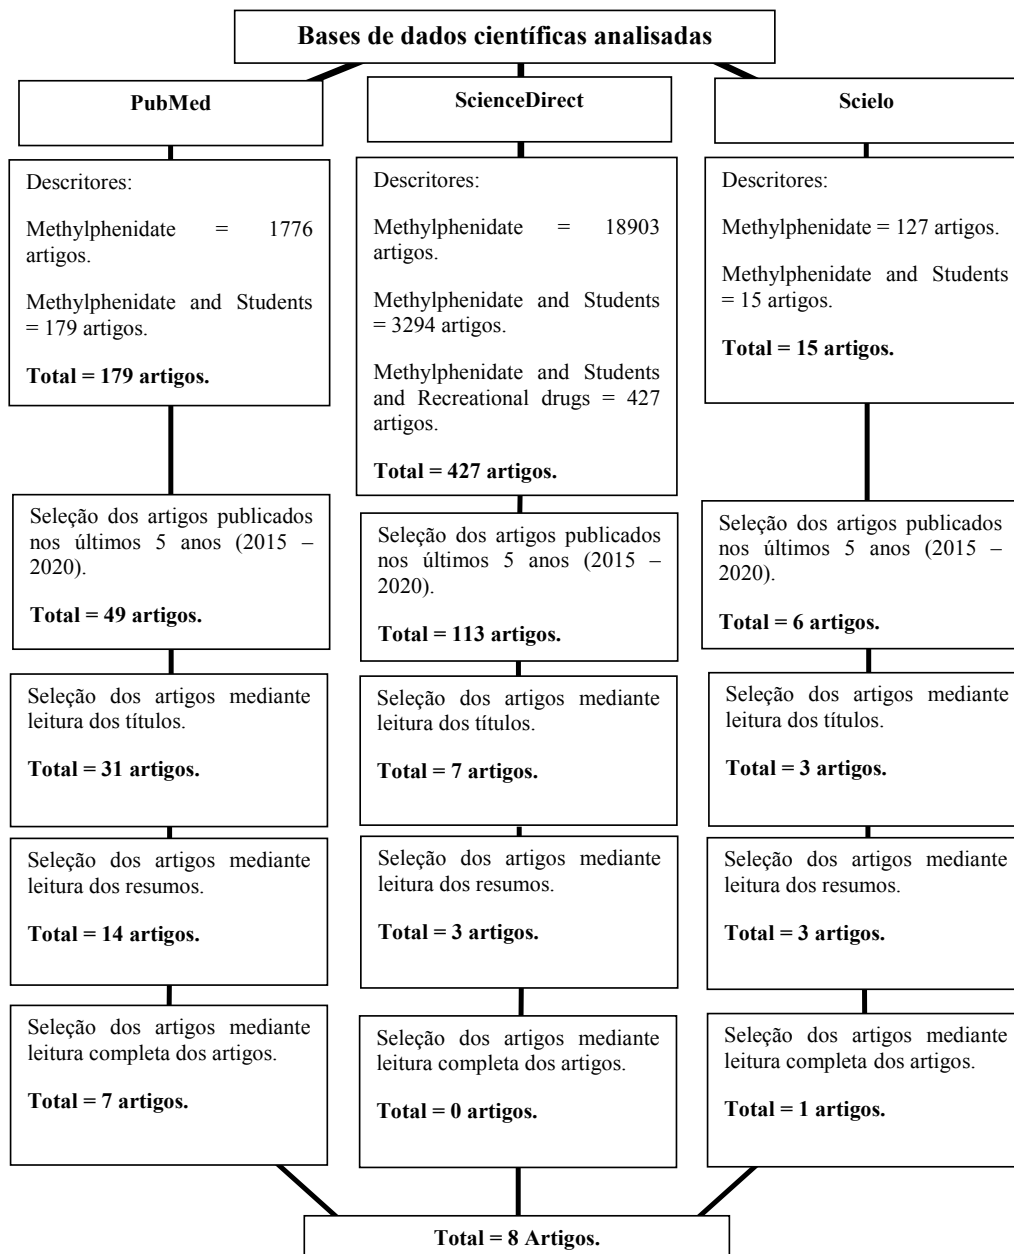 Bases de dados científicas analisadas
PubMed
Descritores:
Methylphenidate = 1776
artigos.
Methylphenidate and Students
= 179 artigos.
Total = 179 artigos.
Seleção dos artigos publicados
nos últimos 5 anos (2015 –
2020).
Total = 49 artigos.
Seleção dos artigos mediante
leitura dos títulos.
Total = 31 artigos.
Seleção dos artigos mediante
leitura dos resumos.
Total = 14 artigos.
Seleção dos artigos mediante
leitura completa dos artigos.
Total = 7 artigos.
ScienceDirect
Descritores:
Methylphenidate = 18903
artigos.
Methylphenidate and Students
= 3294 artigos.
Methylphenidate and Students
and Recreational drugs = 427
artigos.
Total = 427 artigos.
Seleção dos artigos publicados
nos últimos 5 anos (2015 –
2020).
Total = 113 artigos.
Seleção dos artigos mediante
leitura dos títulos.
Total = 7 artigos.
Seleção dos artigos mediante
leitura dos resumos.
Total = 3 artigos.
Seleção dos artigos mediante
leitura completa dos artigos.
Total = 0 artigos.
Scielo
Descritores:
Methylphenidate = 127 artigos.
Methylphenidate and Students
= 15 artigos.
Total = 15 artigos.
Seleção dos artigos publicados
nos últimos 5 anos (2015 –
2020).
Total = 6 artigos.
Seleção dos artigos mediante
leitura dos títulos.
Total = 3 artigos.
Seleção dos artigos mediante
leitura dos resumos.
Total = 3 artigos.
Seleção dos artigos mediante
leitura completa dos artigos.
Total = 1 artigos.
Total = 8 Artigos.